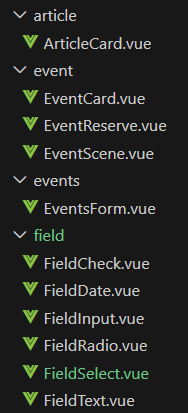 article
ArticleCard.vue
event
EventCard.vue
EventReserve.vue
EventScene.vue
events
EventsForm.vue
field
FieldCheck.vue
FieldDate.vue
FieldInput.vue
FieldRadio.vue
FieldSelect.vue
FieldText.vue